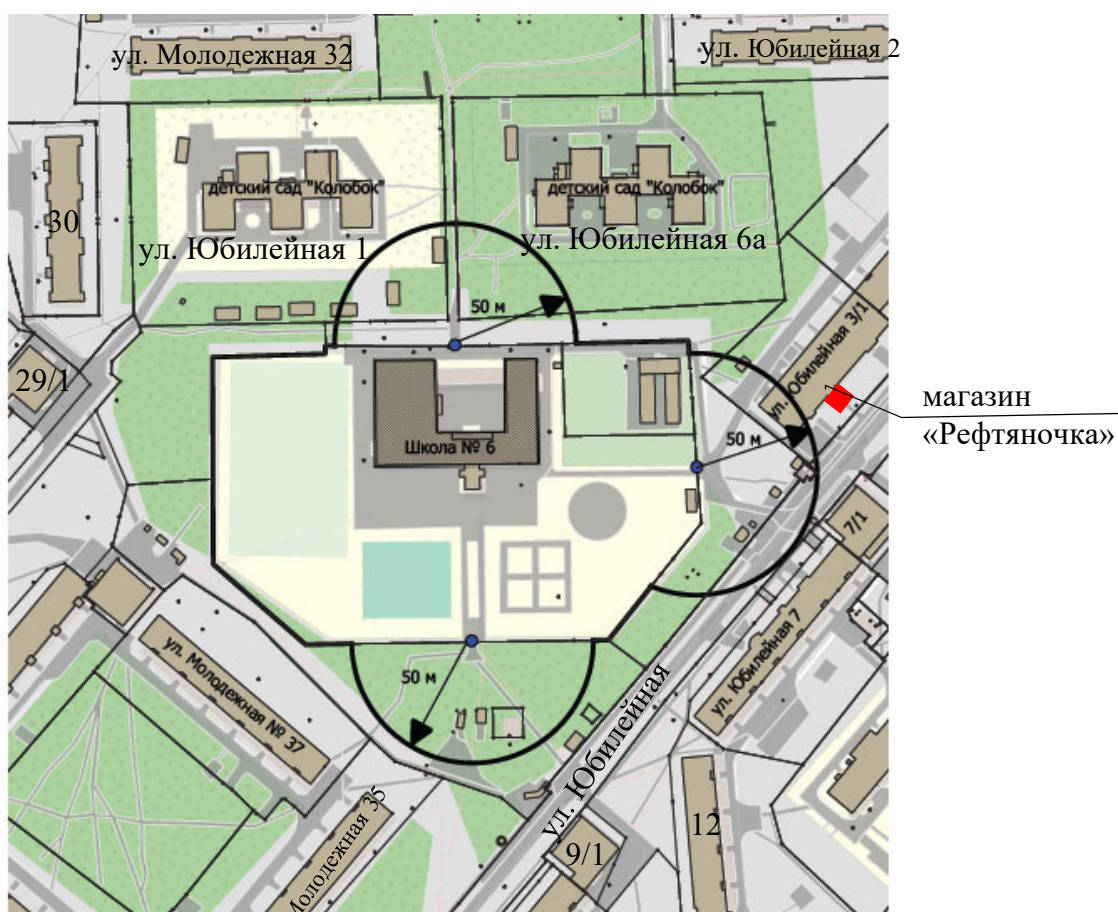 ул. Молодежная 32
ул. Юбилейная 2
детский сад "Колобок"
детский сад "Колобок"
30
ул. Юбилейная 1
ул. Юбилейная 6а
50 м
ул. Юбилейная 3/1
29/1
магазин
«Рефтяночка»
50 м
Школа № 6
7/1
ул. Юбилейная 7
ул. Молодежная № 37
50 м
ул. Юбилейная
Молодежная 35
9/1
12